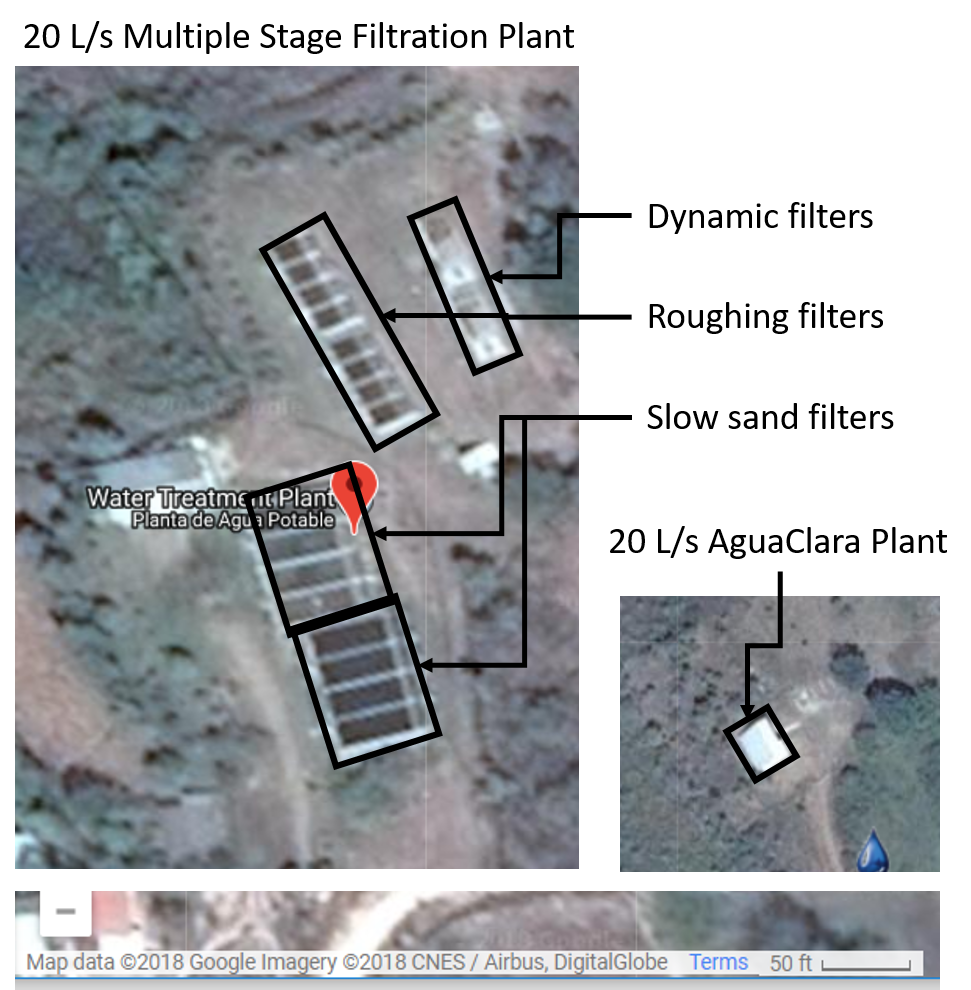 20 L/s Multiple Stage Filtration Plant
Dynamic filters
Roughing filters
Slow sand filters
Water Treatment Plant
Planta de Agua Potable
20 L/s AguaClara Plant
Map data ©2018 Google Imagery ©2018 CNES / Airbus, DigitalGlobe Terms 50 ft